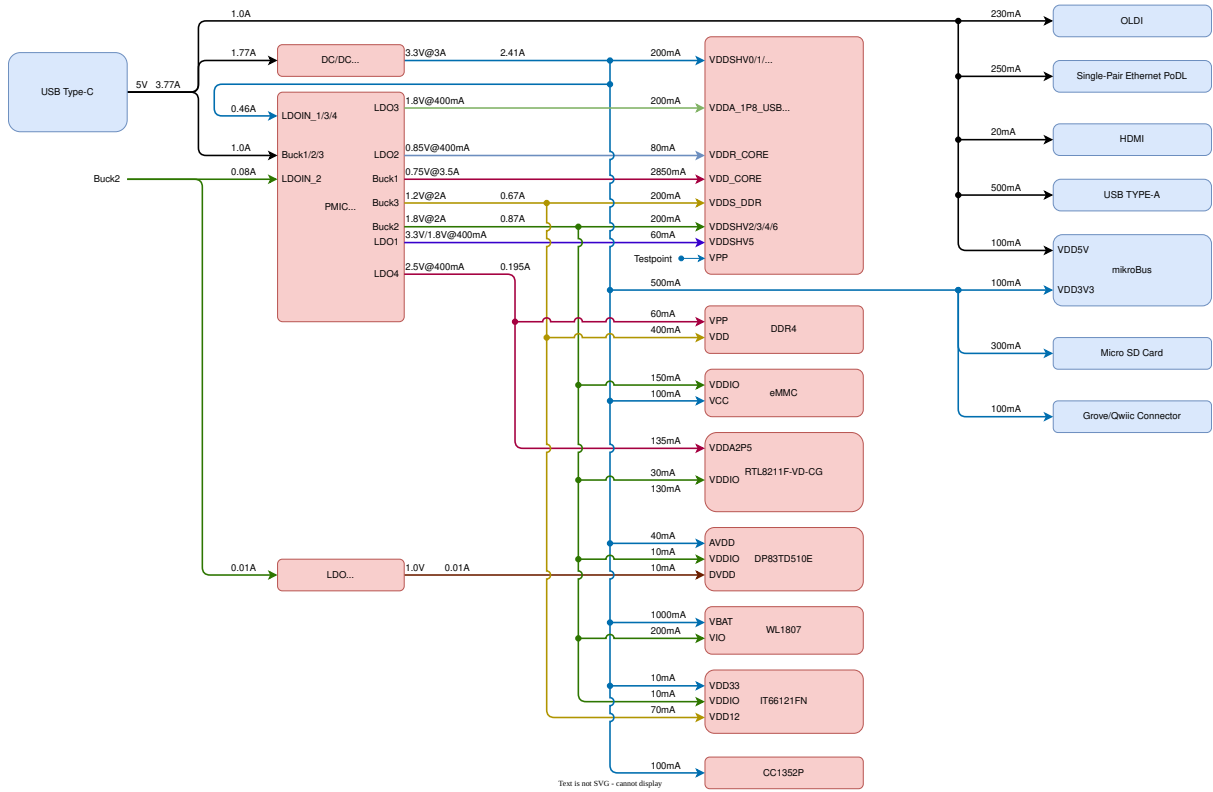 1.0A
230mA
OLDI
1.77A
DC/DC...
3.3V@3A
2.41A
200mA
VDDSHV0/1/...
250mA
Single-Pair Ethernet PoDL
USB Type-C
5V 3.77A
0.46A
LDOIN_1/3/4
LDO3
1.8V@400mA
200mA
VDDA_1P8_USB...
20mA
HDMI
1.0A
Buck1/2/3
LDO2
0.85V@400mA
80mA
VDDR_CORE
Buck2
0.08A
LDOIN_2
Buck1
0.75V@3.5A
2850mA
VDD_CORE
500mA
USB TYPE-A
PMIC...
Buck3
1.2V@2A
0.67A
200mA
VDDS_DDR
Buck2
1.8V@2A
0.87A
200mA
VDDSHV2/3/4/6
LDO1
3.3V/1.8V@400mA
60mA
VDDSHV5
100mA
VDD5V
Testpoint
VPP
mikroBus
LDO4
2.5V@400mA
0.195A
500mA
100mA
VDD3V3
60mA
VPP
DDR4
400mA
VDD
300mA
Micro SD Card
150mA
VDDIO
eMMC
100mA
VCC
100mA
Grove/Qwiic Connector
135mA
VDDA2P5
RTL8211F-VD-CG
30mA
VDDIO
130mA
40mA
AVDD
10mA
VDDIO
DP83TD510E
0.01A
LDO...
1.0V
0.01A
10mA
DVDD
1000mA
VBAT
WL1807
200mA
VIO
10mA
VDD33
10mA
VDDIO
IT66121FN
70mA
VDD12
100mA
CC1352P
Text is not SVG - cannot display